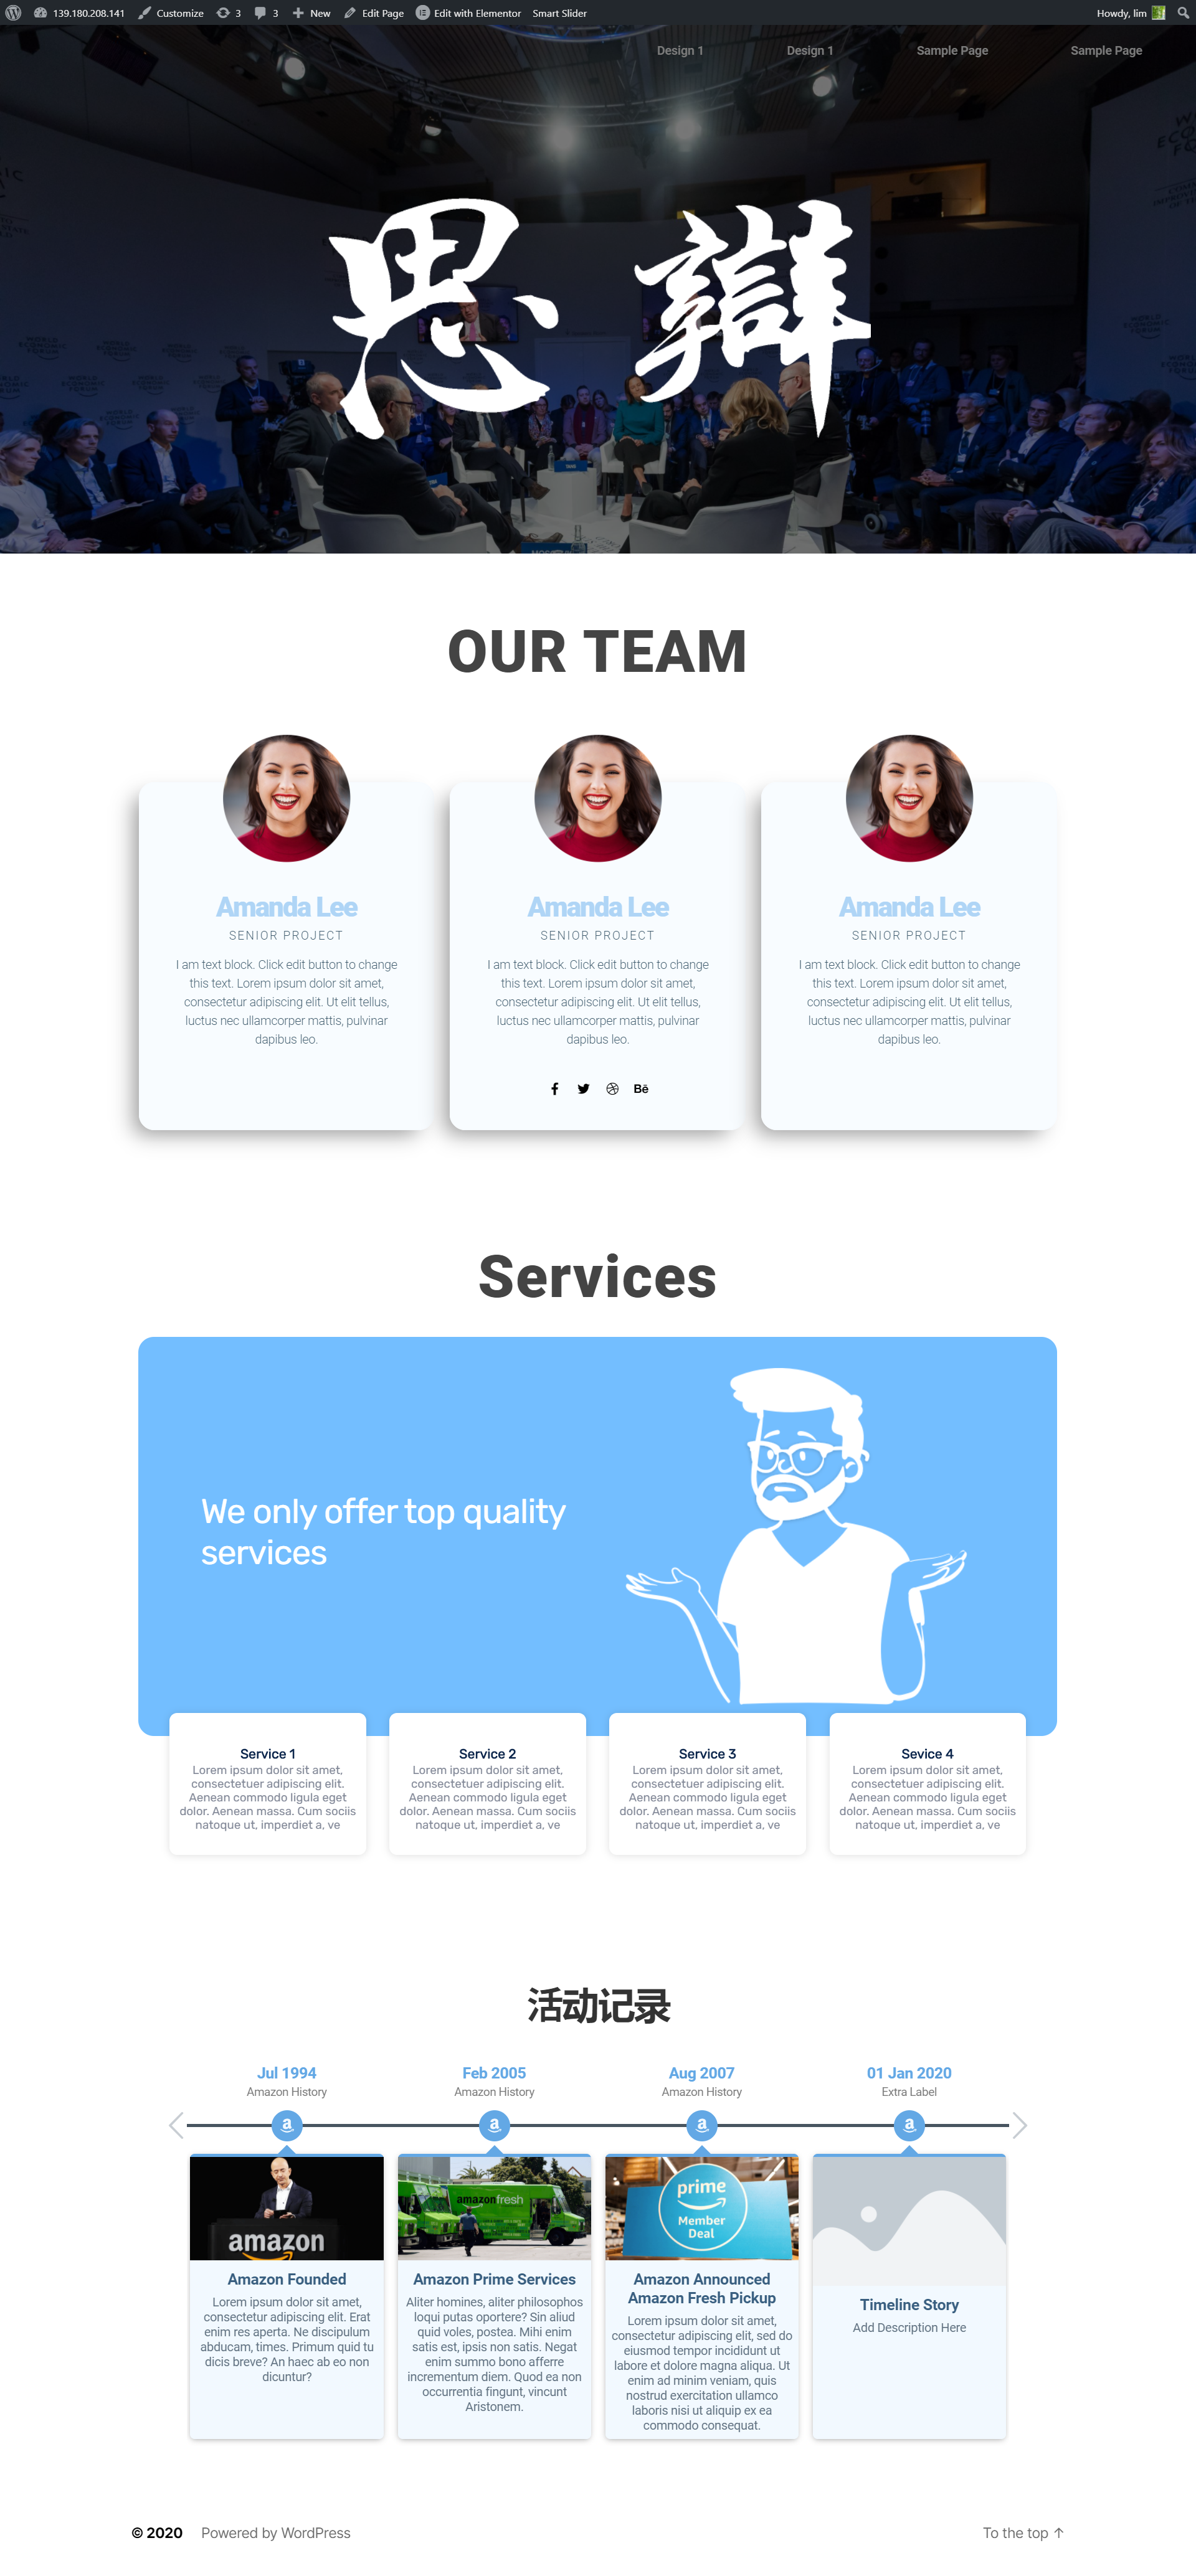 139.180.208.141 Customize 3 3 New Edit Page Edit with Elementor Smart Slider Howdy, lim
Design 1 Design 1 Sample Page Sample Page
思 辯
WORLD ECONOMIC FORUM
OUR TEAM
Amanda Lee
SENIOR PROJECT
I am text block. Click edit button to change
this text. Lorem ipsum dolor sit amet,
consectetur adipiscing elit. Ut elit tellus,
luctus nec ullamcorper mattis, pulvinar
dapibus leo.
Amanda Lee
SENIOR PROJECT
I am text block. Click edit button to change
this text. Lorem ipsum dolor sit amet,
consectetur adipiscing elit. Ut elit tellus,
luctus nec ullamcorper mattis, pulvinar
dapibus leo.
Bē
Amanda Lee
SENIOR PROJECT
I am text block. Click edit button to change
this text. Lorem ipsum dolor sit amet,
consectetur adipiscing elit. Ut elit tellus,
luctus nec ullamcorper mattis, pulvinar
dapibus leo.
Services
We only offer top quality
services
Service 1
Lorem ipsum dolor sit amet,
consectetuer adipiscing elit.
Aenean commodo ligula eget
dolor. Aenean massa. Cum sociis
natoque ut, imperdiet a, ve
Service 2
Lorem ipsum dolor sit amet,
consectetuer adipiscing elit.
Aenean commodo ligula eget
dolor. Aenean massa. Cum sociis
natoque ut, imperdiet a, ve
Service 3
Lorem ipsum dolor sit amet,
consectetuer adipiscing elit.
Aenean commodo ligula eget
dolor. Aenean massa. Cum sociis
natoque ut, imperdiet a, ve
Sevice 4
Lorem ipsum dolor sit amet,
consectetuer adipiscing elit.
Aenean commodo ligula eget
dolor. Aenean massa. Cum sociis
natoque ut, imperdiet a, ve
活动记录
Jul 1994
Amazon History
Feb 2005
Amazon History
Aug 2007
Amazon History
01 Jan 2020
Extra Label
amazon
Amazon Founded
Lorem ipsum dolor sit amet,
consectetur adipiscing elit. Erat
enim res aperta. Ne discipulum
abducam, times. Primum quid tu
dicis breve? An haec ab eo non
dicuntur?
amazonfresh
Amazon Prime Services
Aliter homines, aliter philosophos
loqui putas oportere? Sin aliud
quid voles, postea. Mihi enim
satis est, ipsis non satis. Negat
enim summo bono afferre
incrementum diem. Quod ea non
occurrentia fingunt, vincunt
Aristonem.
prime
Member
Deal
Amazon Announced
Amazon Fresh Pickup
Lorem ipsum dolor sit amet,
consectetur adipiscing elit, sed do
eiusmod tempor incididunt ut
labore et dolore magna aliqua. Ut
enim ad minim veniam, quis
nostrud exercitation ullamco
laboris nisi ut aliquip ex ea
commodo consequat.
Timeline Story
Add Description Here
© 2020 Powered by WordPress To the top ↑